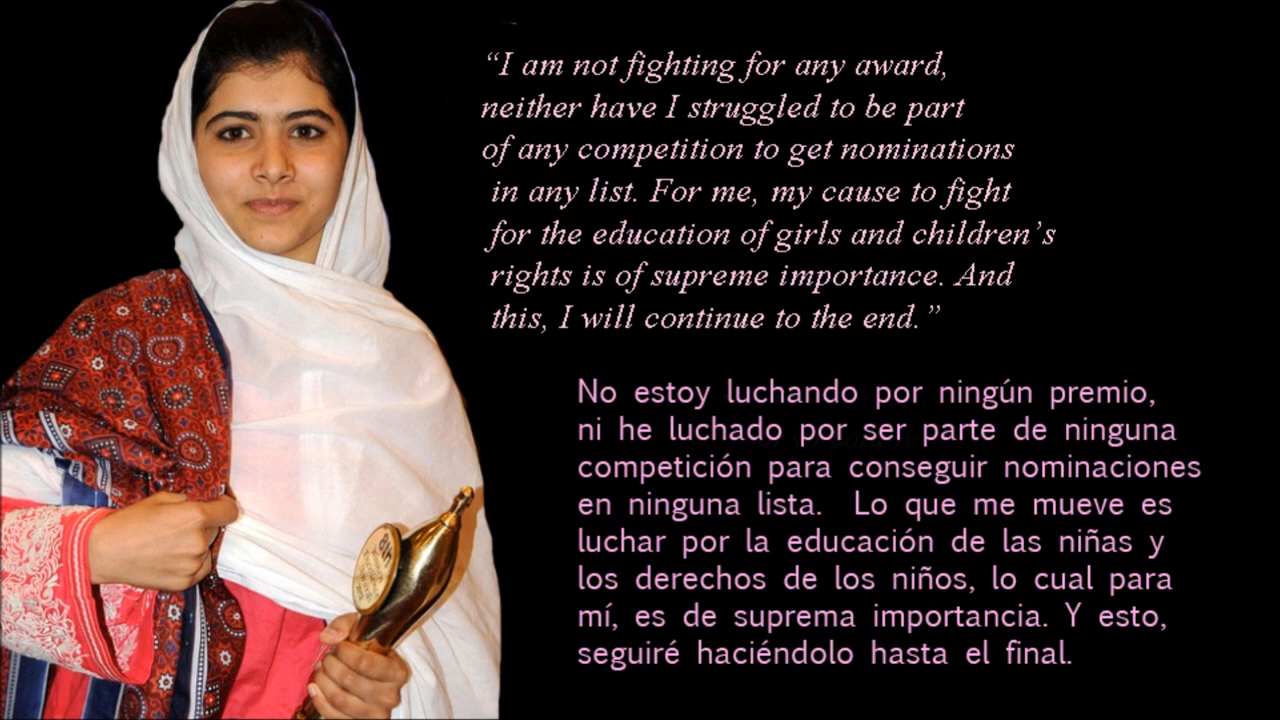 “I am not fighting for any award,
neither have I struggled to be part
of any competition to get nominations
in any list. For me, my cause to fight
for the education of girls and children’s
rights is of supreme importance. And
this, I will continue to the end.”
No estoy luchando por ningún premio,
ni he luchado por ser parte de ninguna
competición para conseguir nominaciones
en ninguna lista. Lo que me mueve es
luchar por la educación de las niñas y
los derechos de los niños, lo cual para
mí, es de suprema importancia. Y esto,
seguiré haciéndolo hasta el final.